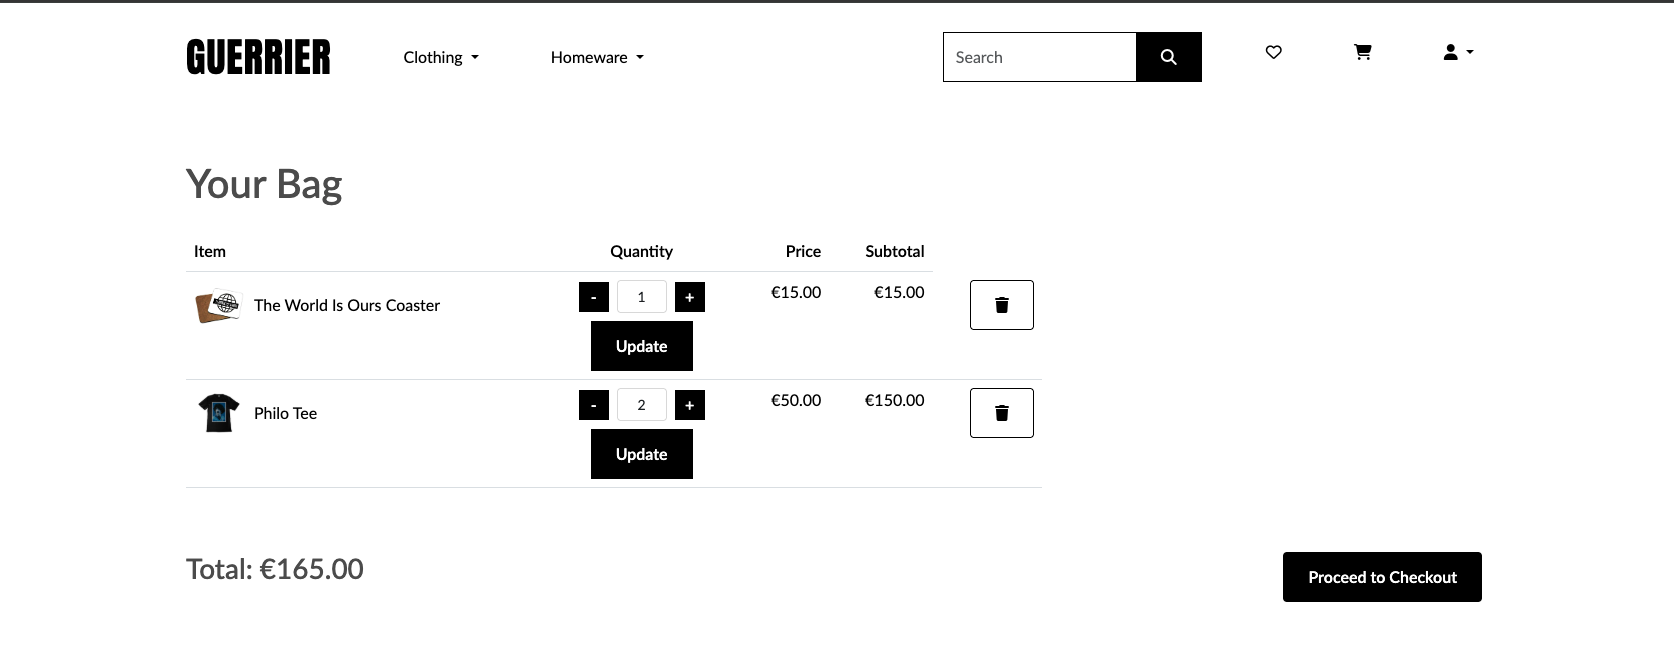 GUERRIER Clothing Homeware Search
Your Bag
Item Quantity Price Subtotal
The World Is Ours Coaster - 1 + €15.00 €15.00
Update
Philo Tee - 2 + €50.00 €150.00
Update
Total: €165.00 Proceed to Checkout